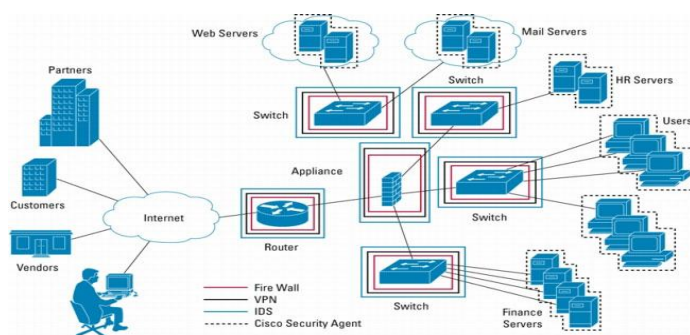 Web Servers
Mail Servers
Partners
Switch
HR Servers
Switch
Users
Appliance
Customers
Internet
Switch
Router
Vendors
Fire Wall
VPN
IDS
Cisco Security Agent
Switch
Finance
Servers